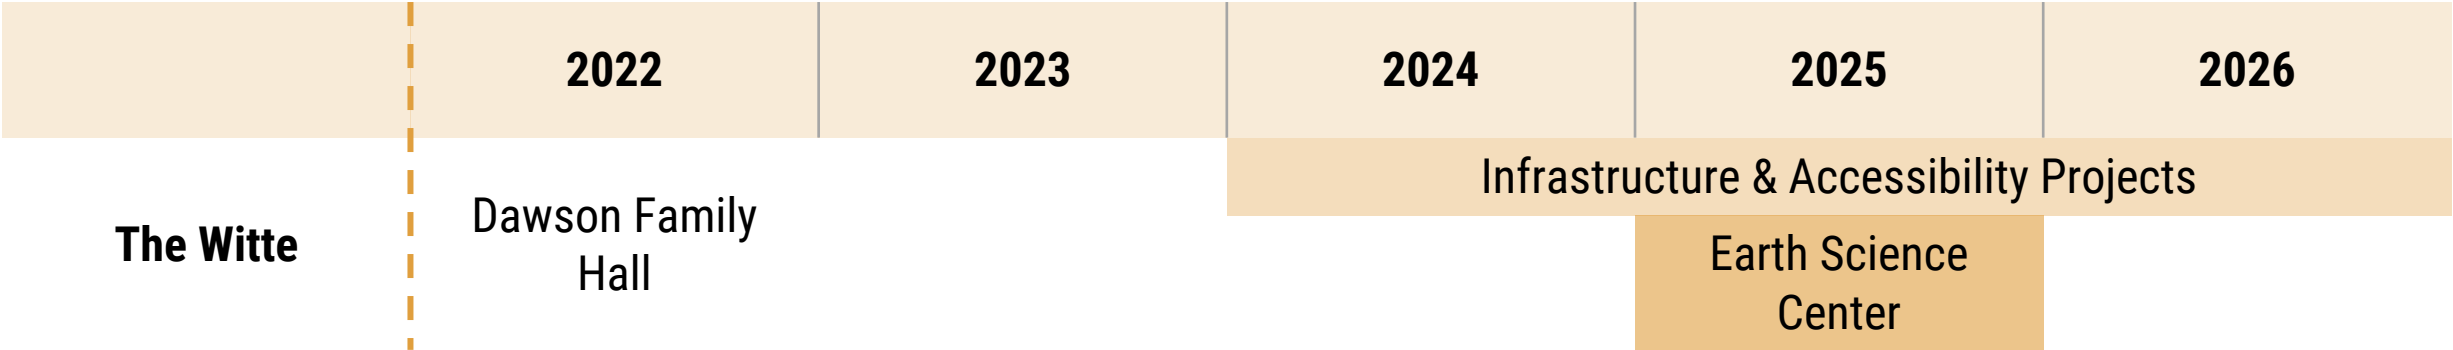 2022 2023 2024 2025 2026
Infrastructure & Accessibility Projects
The Witte
Dawson Family
Hall
Earth Science
Center